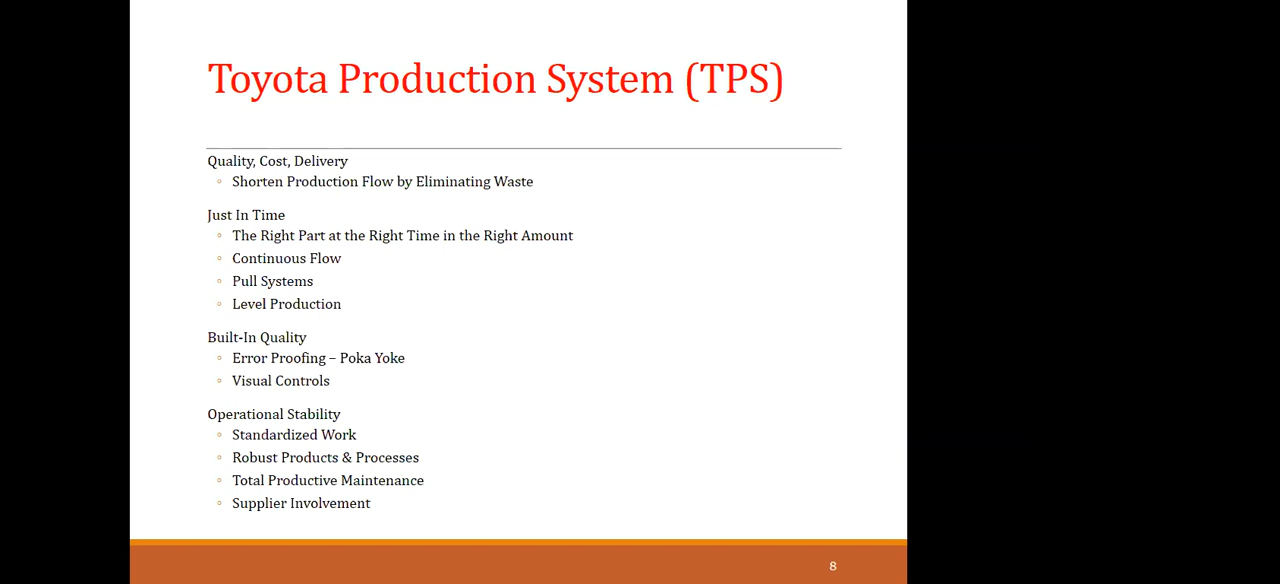 Toyota Production System (TPS)
Quality, Cost, Delivery
◦ Shorten Production Flow by Eliminating Waste
Just In Time
◦ The Right Part at the Right Time in the Right Amount
◦ Continuous Flow
◦ Pull Systems
◦ Level Production
Built-In Quality
◦ Error Proofing – Poka Yoke
◦ Visual Controls
Operational Stability
◦ Standardized Work
◦ Robust Products & Processes
◦ Total Productive Maintenance
◦ Supplier Involvement
8